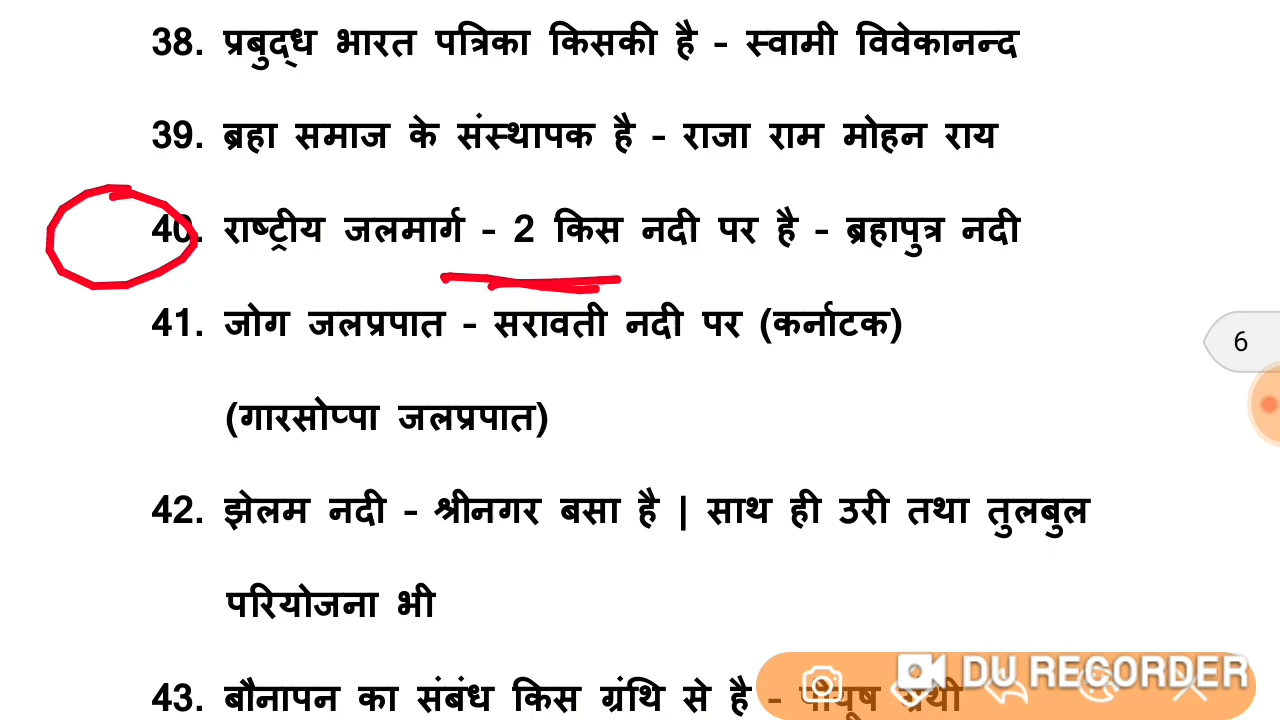 38. प्रबुद्ध भारत पत्रिका किसकी है - स्वामी विवेकानन्द
39. ब्रहा समाज के संस्थापक है - राजा राम मोहन राय
40. राष्ट्रीय जलमार्ग - 2 किस नदी पर है - ब्रहापुत्र नदी
41. जोग जलप्रपात - सरावती नदी पर (कर्नाटक)
6
(गारसोप्पा जलप्रपात)
42. झेलम नदी - श्रीनगर बसा है | साथ ही उरी तथा तुलबुल
परियोजना भी
43. बौनापन का संबंध किस ग्रंथि से है -
DU RECORDER